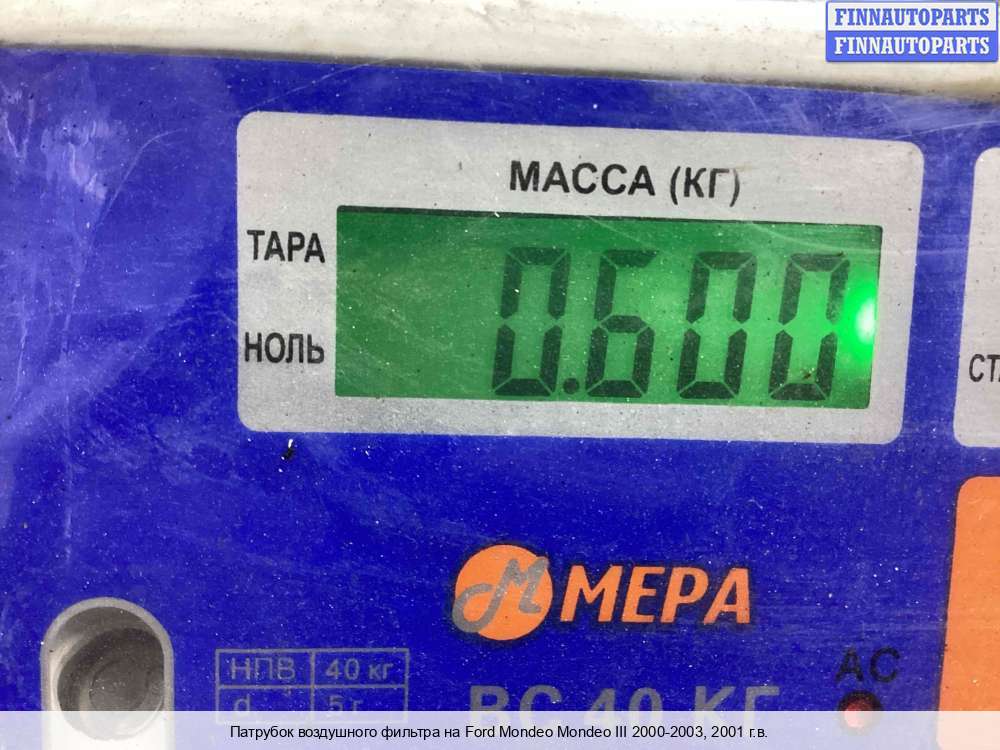 FINNAUTOPARTS
FINNAUTOPARTS
МАССА (КГ)
ТАРА
0.600
НОЛЬ
СТА
МЕРА
АС
НПВ 40 кг
d 5 г
ВС 40 КГ
Патрубок воздушного фильтра на Ford Mondeo Mondeo III 2000-2003, 2001 г.в.